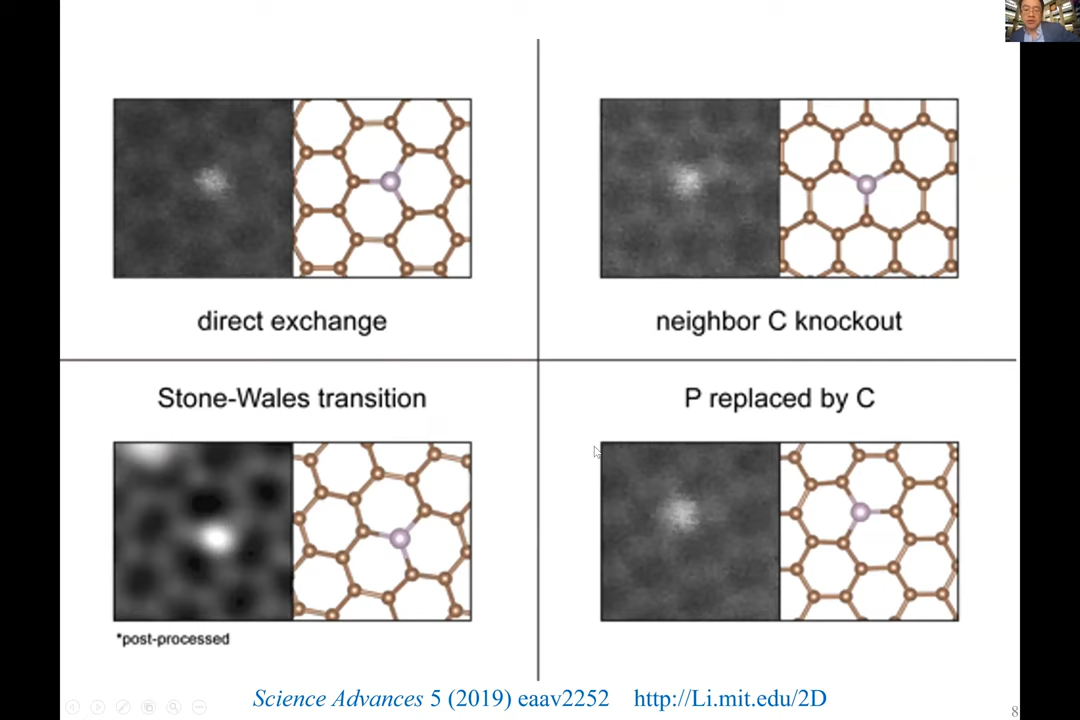 direct exchange
neighbor C knockout
Stone-Wales transition
P replaced by C
*post-processed
Science Advances 5 (2019) eaav2252 http://Li.mit.edu/2D
8